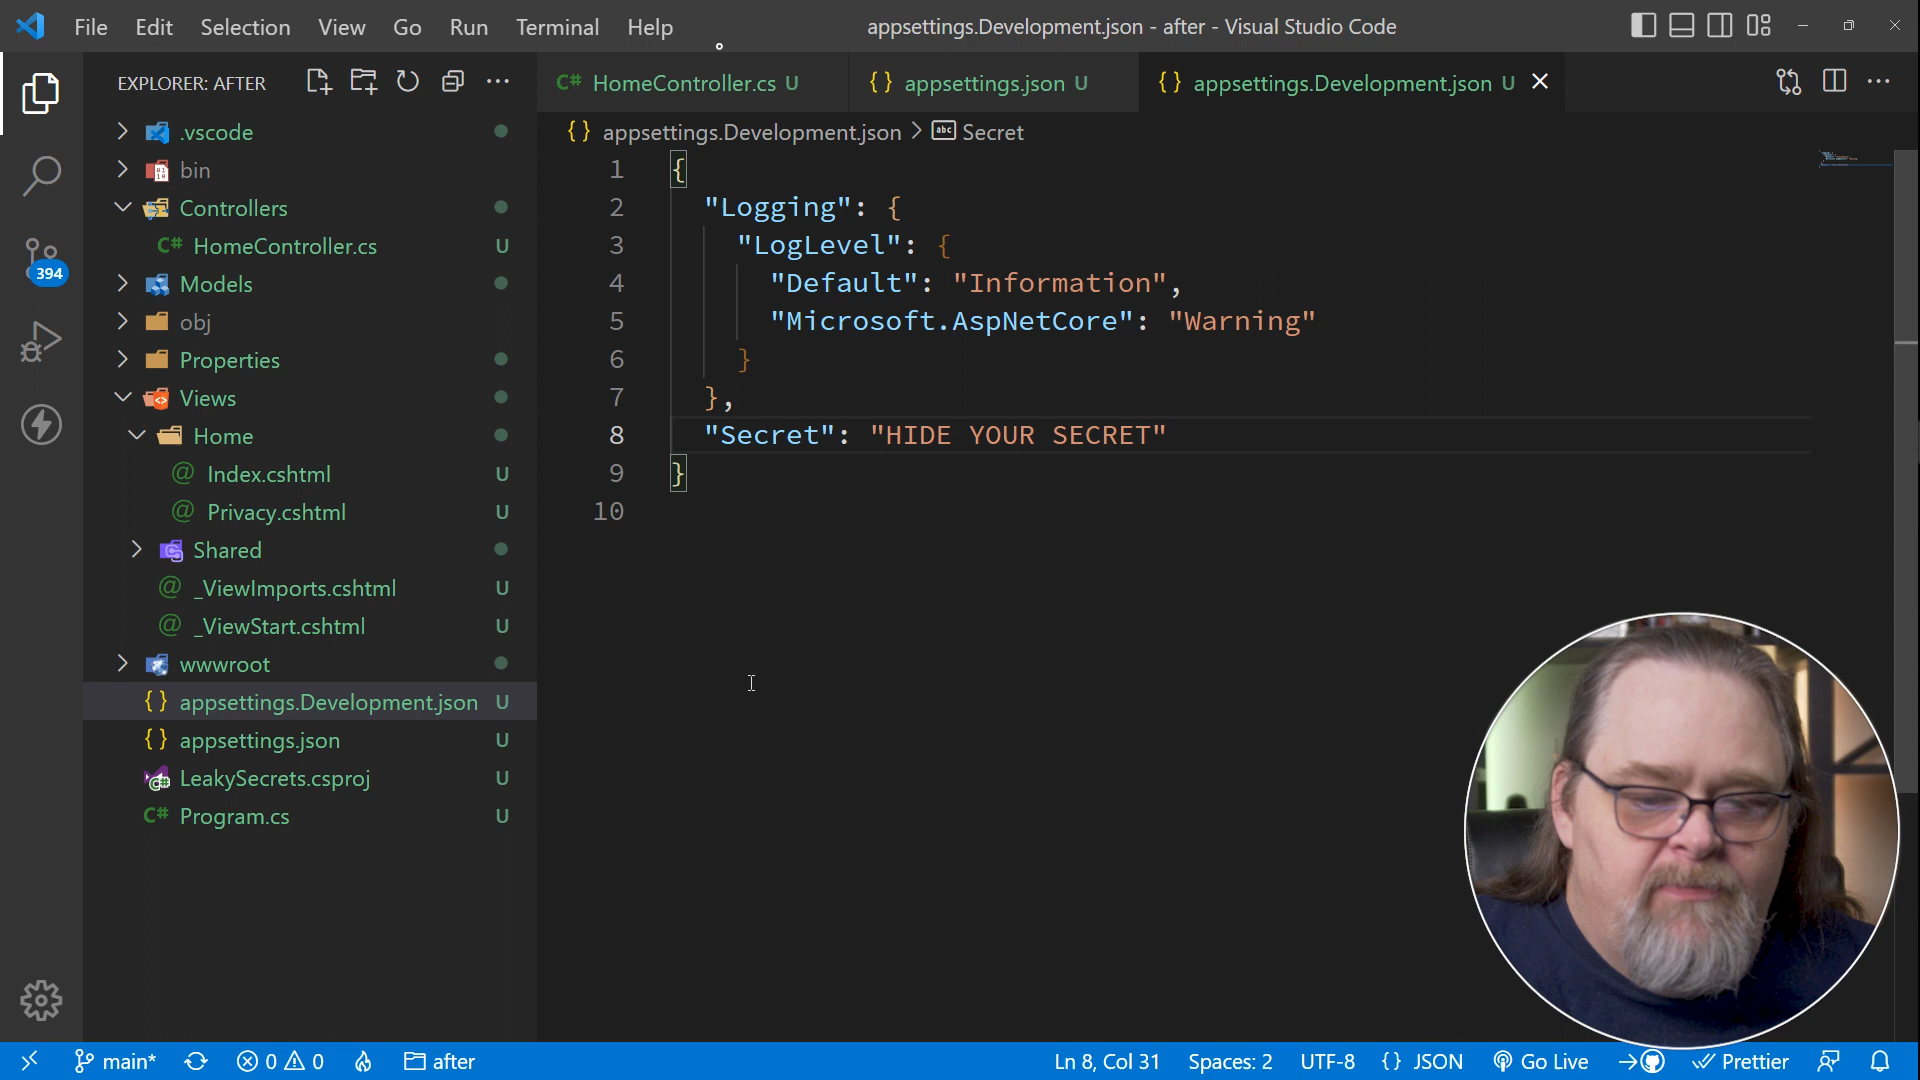 File Edit Selection View Go Run Terminal Help
appsettings.Development.json - after - Visual Studio Code
EXPLORER: AFTER
.vscode
bin
Controllers
C# HomeController.cs U
Models
obj
Properties
Views
Home
@ Index.cshtml U
@ Privacy.cshtml U
Shared
@ _ViewImports.cshtml U
@ _ViewStart.cshtml U
wwwroot
{} appsettings.Development.json U
{} appsettings.json U
LeakySecrets.csproj U
C# Program.cs U
394
C# HomeController.cs U
{} appsettings.json U
{} appsettings.Development.json U
{} appsettings.Development.json > abc Secret
1 {
2 "Logging": {
3 "LogLevel": {
4 "Default": "Information",
5 "Microsoft.AspNetCore": "Warning"
6 }
7 },
8 "Secret": "HIDE YOUR SECRET"
9 }
10
main* 0 0 after
Ln 8, Col 31 Spaces: 2 UTF-8 {} JSON Go Live Prettier